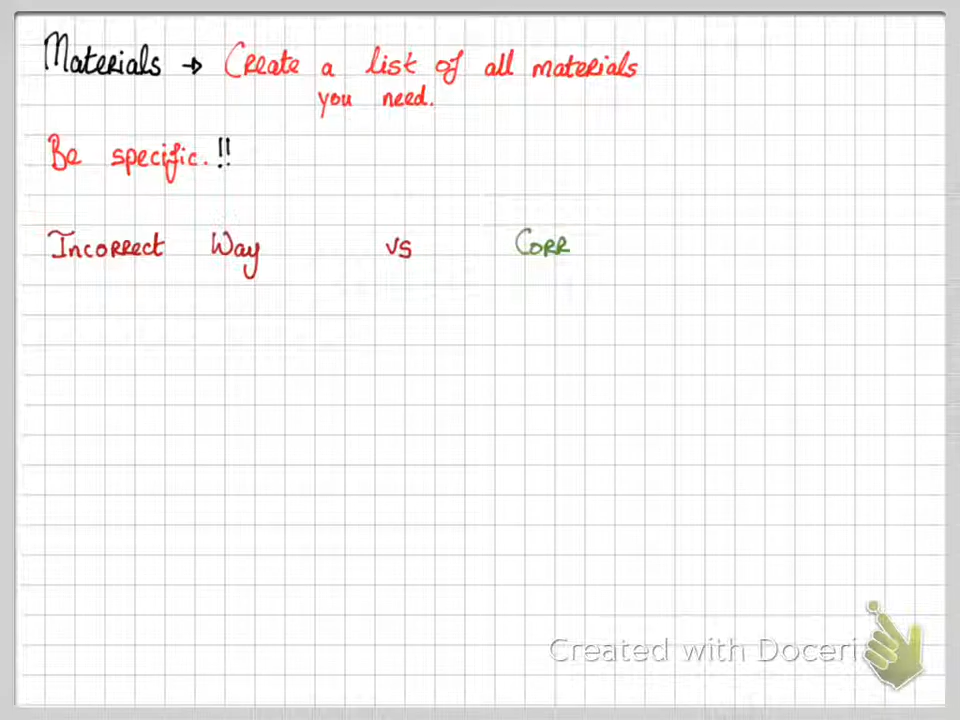 Materials → Create a list of all materials
you need.
Be specific.!!
Incorrect Way vs Corr
Created with Doceri